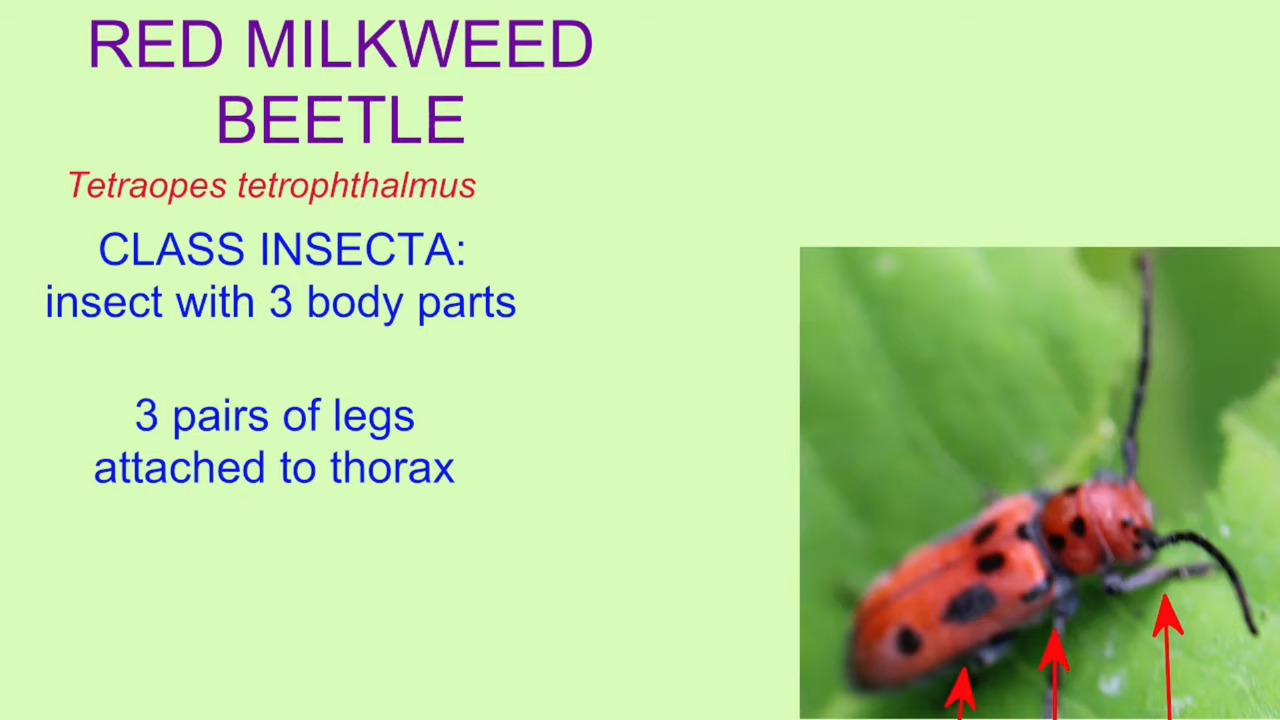 RED MILKWEED
BEETLE
Tetraopes tetrophthalmus
CLASS INSECTA:
insect with 3 body parts
3 pairs of legs
attached to thorax